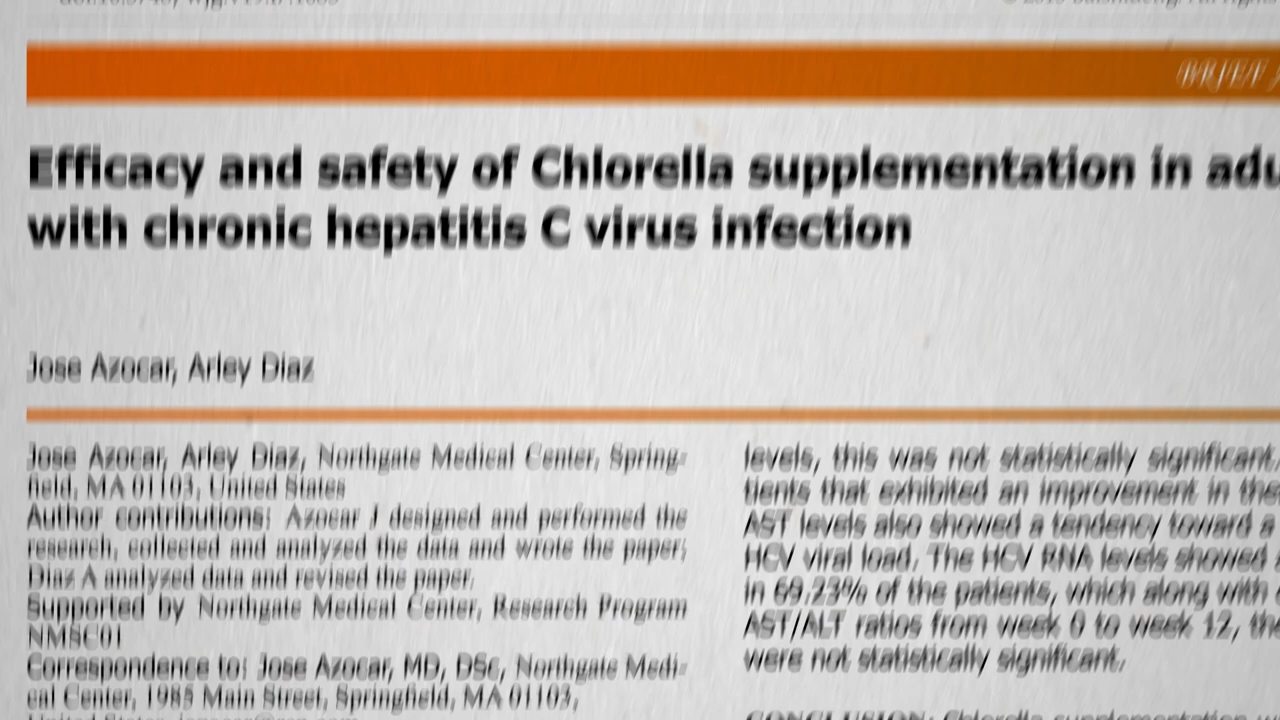 BRIEF
Efficacy and safety of Chlorella supplementation in adu
with chronic hepatitis C virus infection
Jose Azocar, Arley Diaz
Jose Azocar, Arley Diaz, Northgate Medical Center, Spring-
field, MA 01103, United States
Author contributions: Azocar J designed and performed the
research, collected and analyzed the data and wrote the paper;
Diaz A analyzed data and revised the paper.
Supported by Northgate Medical Center, Research Program
NMSC01
Correspondence to: Jose Azocar, MD, DSc, Northgate Medi-
cal Center, 1985 Main Street, Springfield, MA 01103,
levels, this was not statistically significant.
tients that exhibited an improvement in the
AST levels also showed a tendency toward a
HCV viral load. The HCV RNA levels showed a
in 69.23% of the patients, which along with
AST/ALT ratios from week 0 to week 12, the
were not statistically significant.
CONCLUSION: Chlorella supplementation